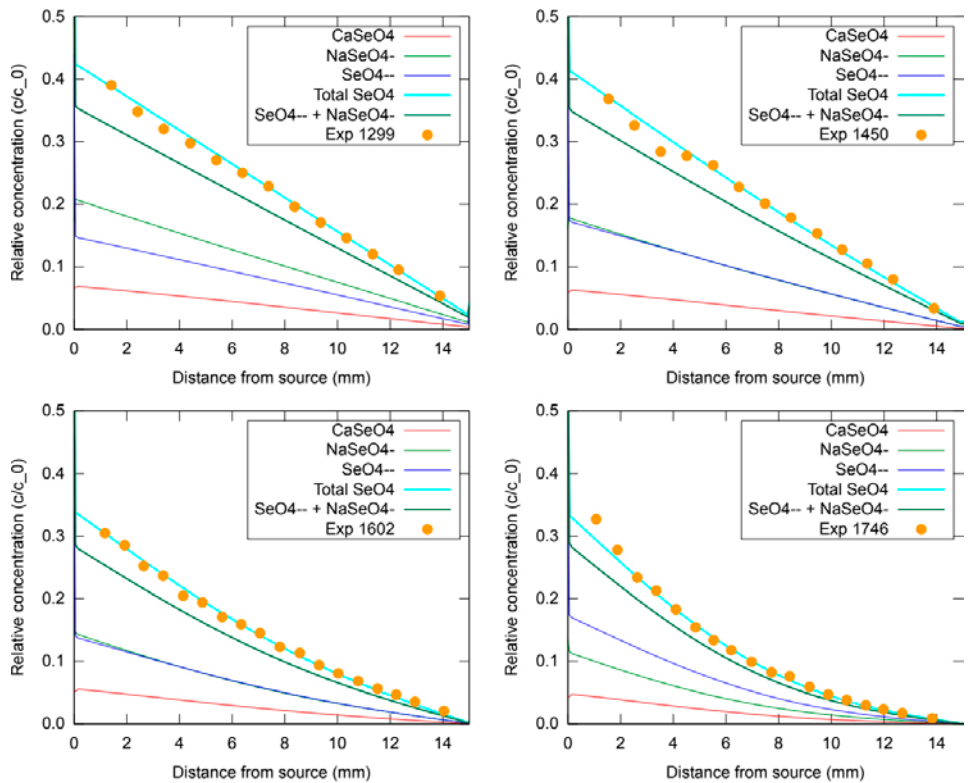 0.5
0.4
0.3
0.2
0.1
0.0
Relative concentration (c/c_0)
CaSeO4
NaSeO4-
SeO4--
Total SeO4
SeO4-- + NaSeO4-
Exp 1299
0 2 4 6 8 10 12 14
Distance from source (mm)
0.5
0.4
0.3
0.2
0.1
0.0
Relative concentration (c/c_0)
CaSeO4
NaSeO4-
SeO4--
Total SeO4
SeO4-- + NaSeO4-
Exp 1450
0 2 4 6 8 10 12 14
Distance from source (mm)
0.5
0.4
0.3
0.2
0.1
0.0
Relative concentration (c/c_0)
CaSeO4
NaSeO4-
SeO4--
Total SeO4
SeO4-- + NaSeO4-
Exp 1602
0 2 4 6 8 10 12 14
Distance from source (mm)
0.5
0.4
0.3
0.2
0.1
0.0
Relative concentration (c/c_0)
CaSeO4
NaSeO4-
SeO4--
Total SeO4
SeO4-- + NaSeO4-
Exp 1746
0 2 4 6 8 10 12 14
Distance from source (mm)